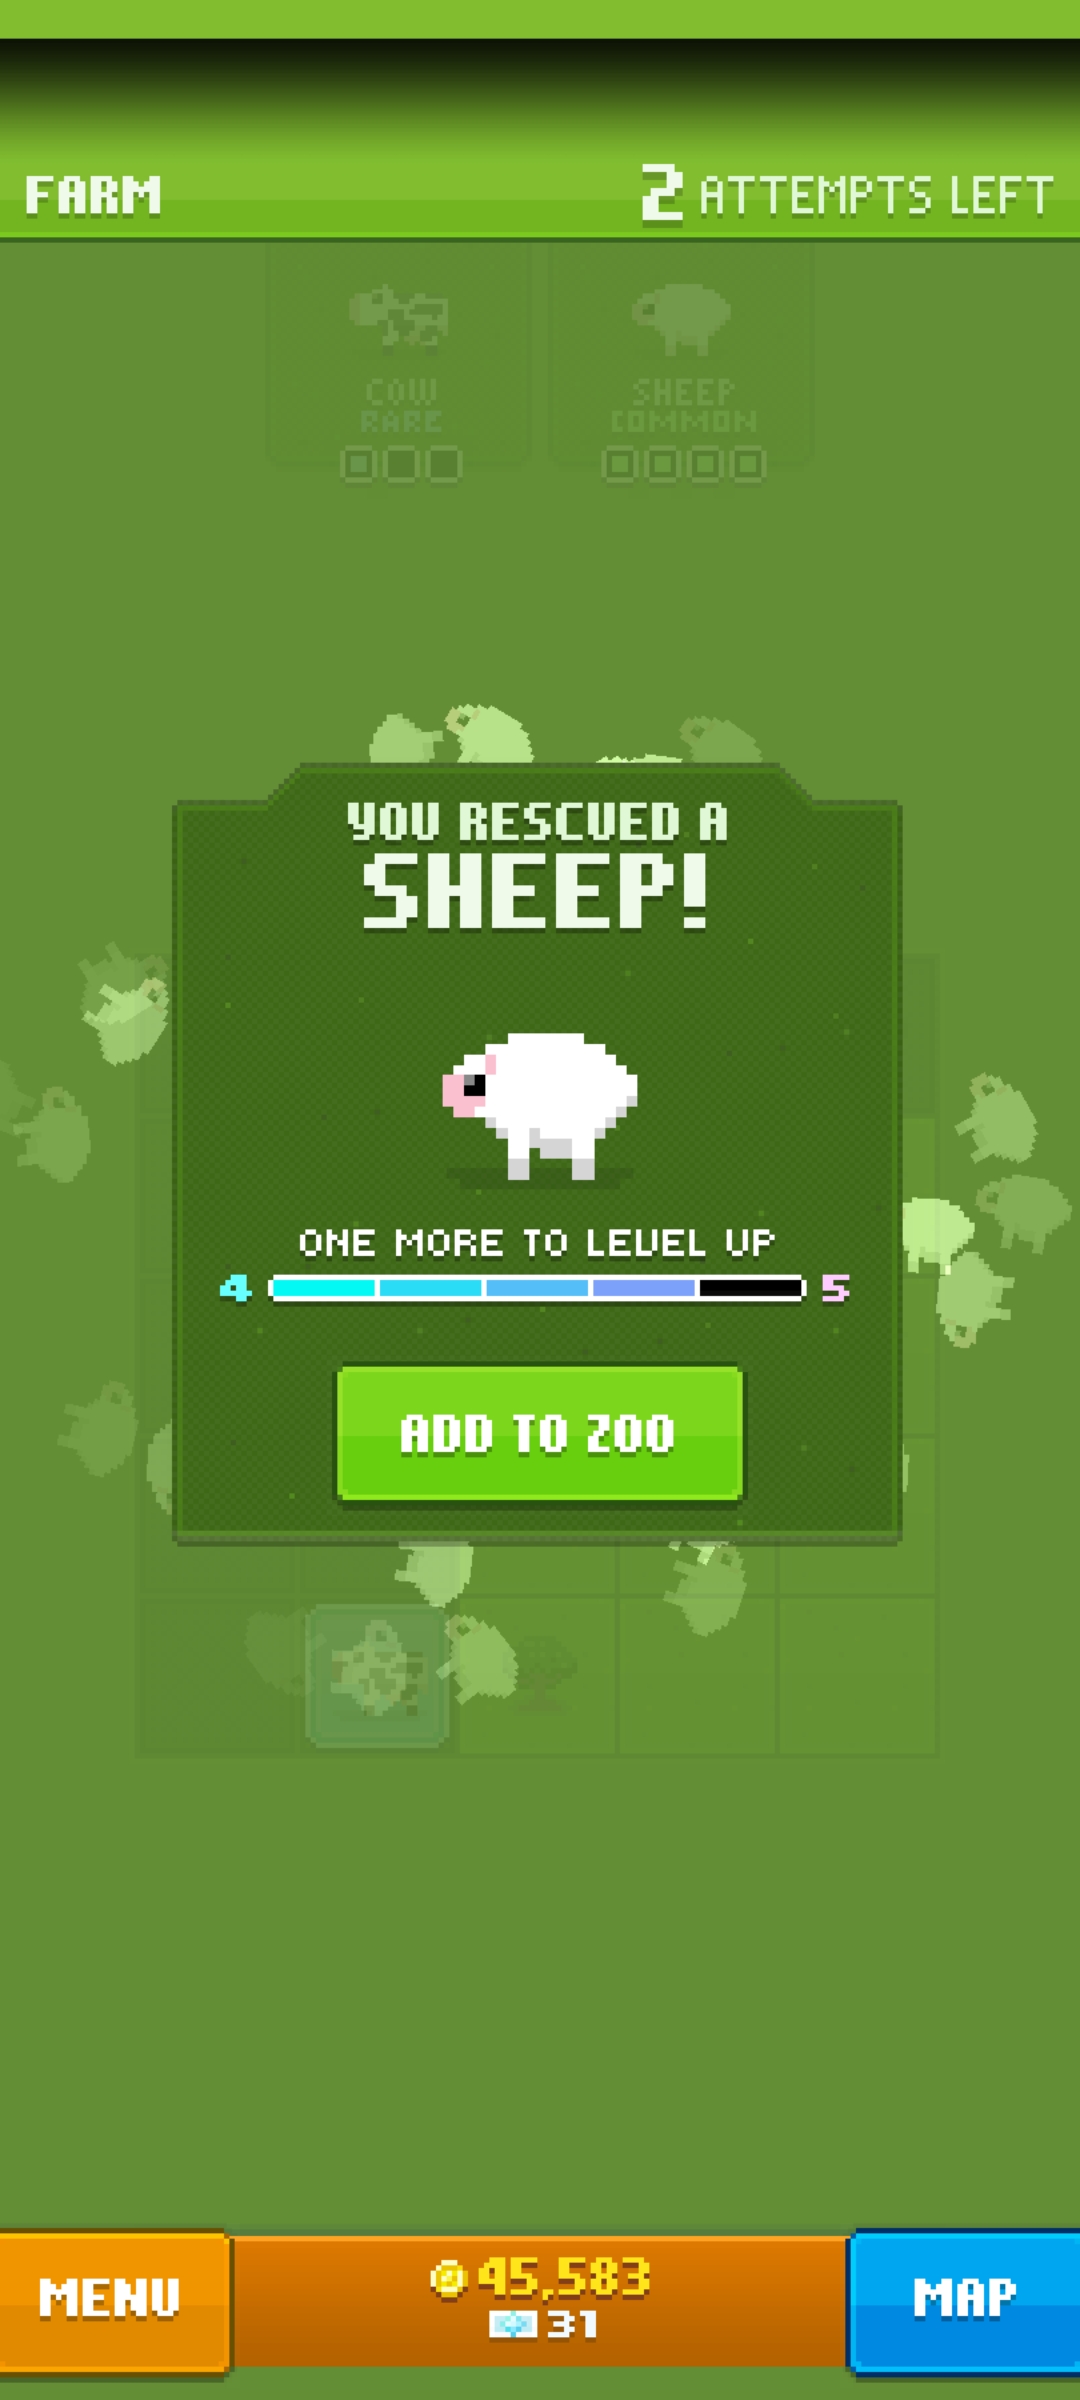 FARM
2 ATTEMPTS LEFT
COW
RARE
SHEEP
COMMON
YOU RESCUED A
SHEEP!
ONE MORE TO LEVEL UP
4
5
ADD TO ZOO
MENU
45,583
31
MAP